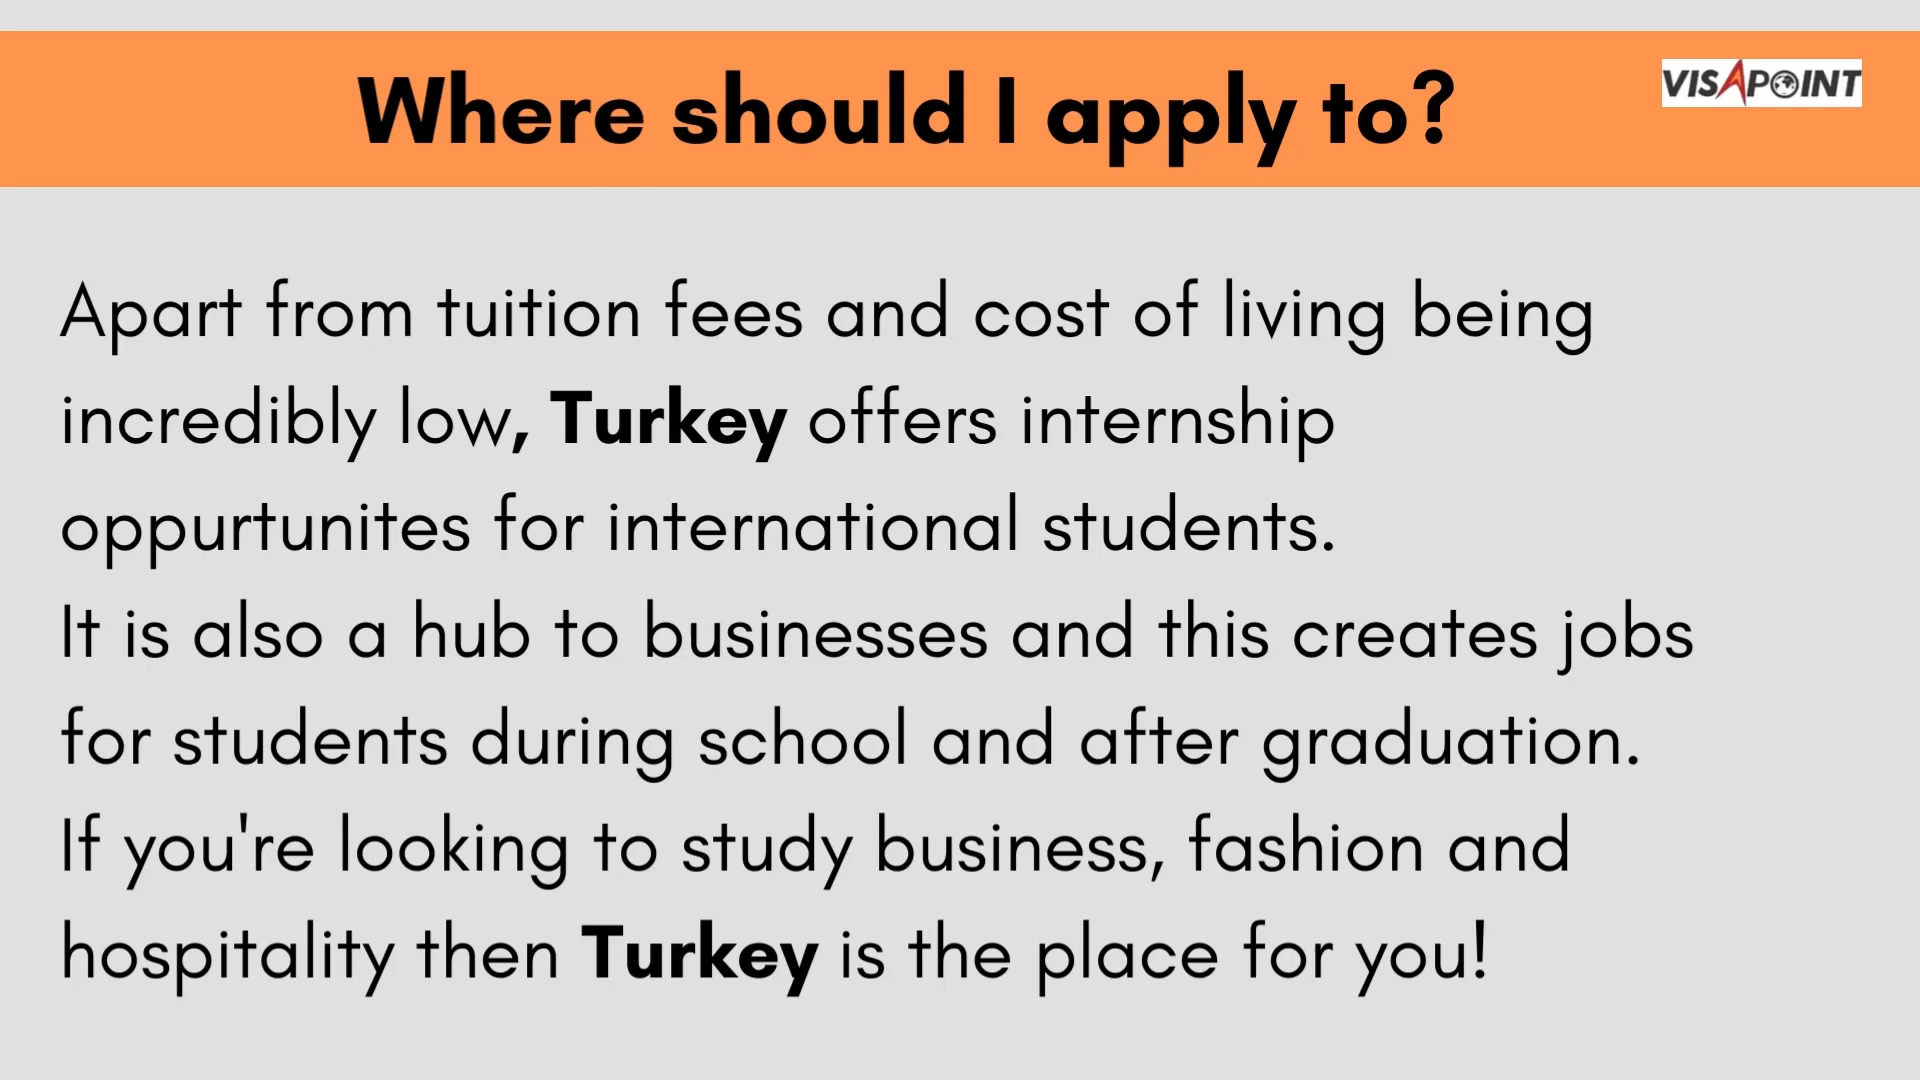 Where should I apply to?
VISAPOINT
Apart from tuition fees and cost of living being
incredibly low, Turkey offers internship
oppurtunites for international students.
It is also a hub to businesses and this creates jobs
for students during school and after graduation.
If you're looking to study business, fashion and
hospitality then Turkey is the place for you!